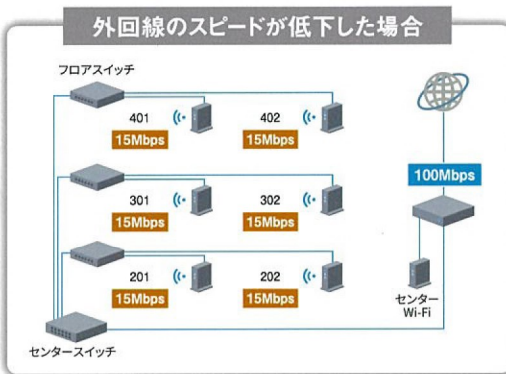 外回線のスピードが低下した場合
フロアスイッチ
401
15Mbps
402
15Mbps
301
15Mbps
302
15Mbps
201
15Mbps
202
15Mbps
センタースイッチ
100Mbps
センター
Wi-Fi